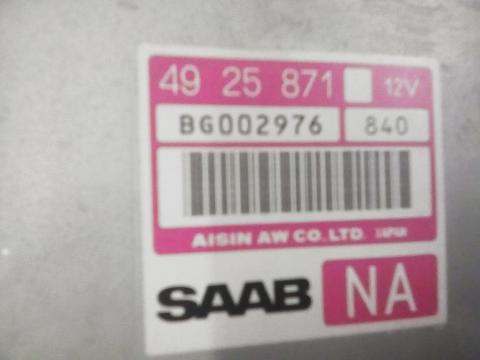 49 25 871 12V
BG002976 840
AISIN AW CO.LTD. JAPAN
SAAB NA